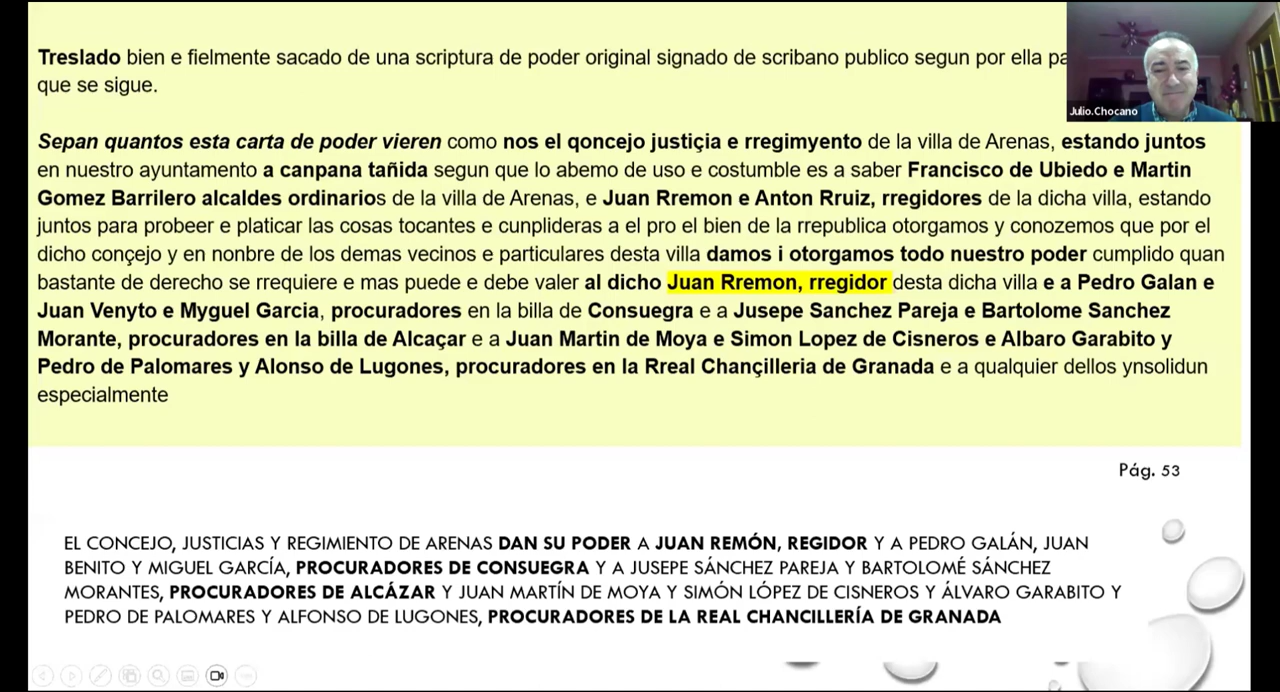 Treslado bien e fielmente sacado de una scriptura de poder original signado de scribano publico segun por ella
que se sigue.
Julio.Chocano
Sepan quantos esta carta de poder vieren como nos el qoncejo justiçia e rregimyento de la villa de Arenas, estando juntos
en nuestro ayuntamento a canpana tañida segun que lo abemo de uso e costumble es a saber Francisco de Ubiedo e Martin
Gomez Barrilero alcaldes ordinarios de la villa de Arenas, e Juan Rremon e Anton Rruiz, rregidores de la dicha villa, estando
juntos para probeer e platicar las cosas tocantes e cunplideras a el pro el bien de la rrepublica otorgamos y conozemos que por el
dicho conçejo y en nonbre de los demas vecinos e particulares desta villa damos i otorgamos todo nuestro poder cumplido quan
bastante de derecho se rrequiere e mas puede e debe valer al dicho Juan Rremon, rregidor desta dicha villa e a Pedro Galan e
Juan Venyto e Myguel Garcia, procuradores en la billa de Consuegra e a Jusepe Sanchez Pareja e Bartolome Sanchez
Morante, procuradores en la billa de Alcaçar e a Juan Martin de Moya e Simon Lopez de Cisneros e Albaro Garabito y
Pedro de Palomares y Alonso de Lugones, procuradores en la Rreal Chançilleria de Granada e a qualquier dellos ynsolidun
especialmente
Pág. 53
EL CONCEJO, JUSTICIAS Y REGIMIENTO DE ARENAS DAN SU PODER A JUAN REMÓN, REGIDOR Y A PEDRO GALÁN, JUAN
BENITO Y MIGUEL GARCÍA, PROCURADORES DE CONSUEGRA Y A JUSEPE SÁNCHEZ PAREJA Y BARTOLOMÉ SÁNCHEZ
MORANTES, PROCURADORES DE ALCÁZAR Y JUAN MARTÍN DE MOYA Y SIMÓN LÓPEZ DE CISNEROS Y ÁLVARO GARABITO Y
PEDRO DE PALOMARES Y ALFONSO DE LUGONES, PROCURADORES DE LA REAL CHANCILLERÍA DE GRANADA